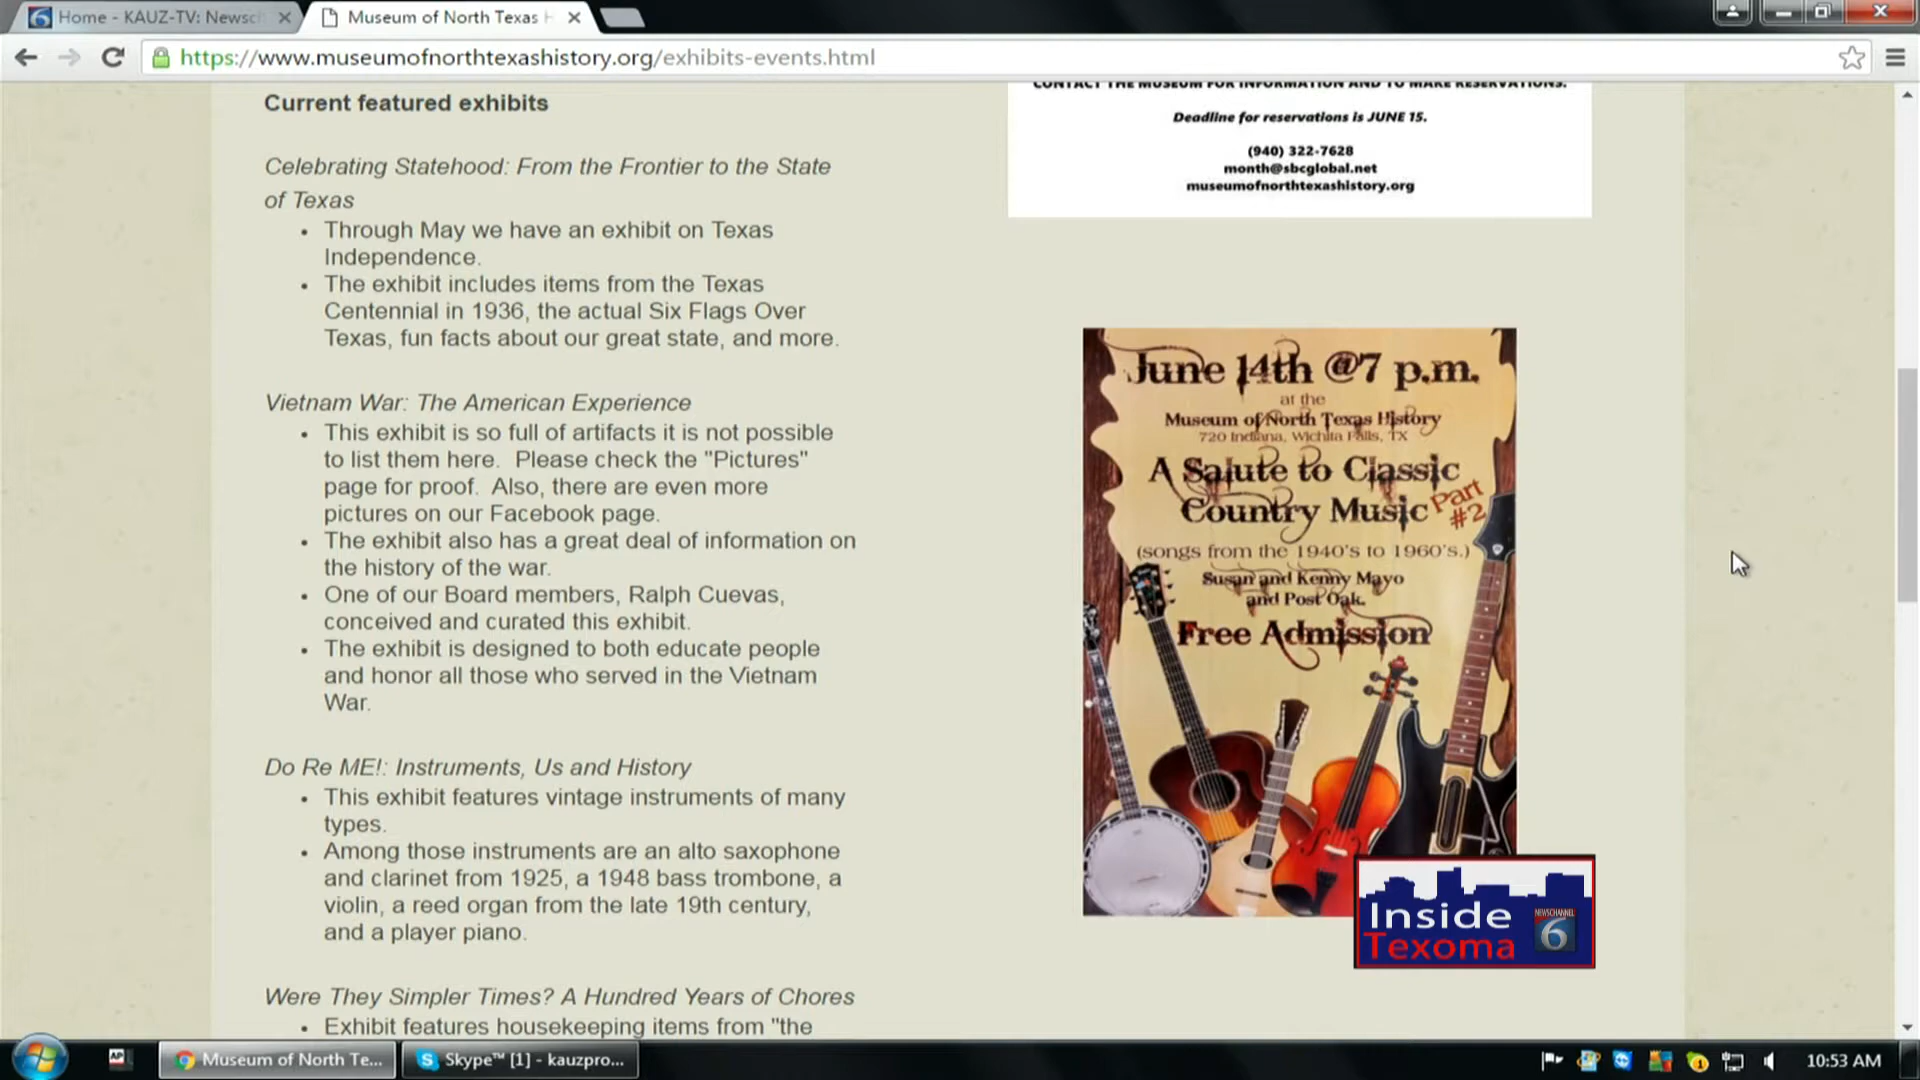 Home - KAUZ-TV: Newsch
Museum of North Texas H
https://www.museumofnorthtexashistory.org/exhibits-events.html
Current featured exhibits
Celebrating Statehood: From the Frontier to the State
of Texas
Through May we have an exhibit on Texas
Independence.
The exhibit includes items from the Texas
Centennial in 1936, the actual Six Flags Over
Texas, fun facts about our great state, and more.
Vietnam War: The American Experience
This exhibit is so full of artifacts it is not possible
to list them here.  Please check the "Pictures"
page for proof.  Also, there are even more
pictures on our Facebook page.
The exhibit also has a great deal of information on
the history of the war.
One of our Board members, Ralph Cuevas,
conceived and curated this exhibit.
The exhibit is designed to both educate people
and honor all those who served in the Vietnam
War.
Do Re ME!: Instruments, Us and History
This exhibit features vintage instruments of many
types.
Among those instruments are an alto saxophone
and clarinet from 1925, a 1948 bass trombone, a
violin, a reed organ from the late 19th century,
and a player piano.
Were They Simpler Times? A Hundred Years of Chores
Exhibit features housekeeping items from "the
CONTACT THE MUSEUM FOR INFORMATION AND TO MAKE RESERVATIONS.
Deadline for reservations is JUNE 15.
(940) 322-7628
month@sbcglobal.net
museumofnorthtexashistory.org
June 14th @7 p.m.
at the
Museum of North Texas History
720 Indiana, Wichita Falls, TX
A Salute to Classic
Country Music Part
#2
(songs from the 1940's to 1960's.)
Susan and Kenny Mayo
and Post Oak.
Free Admission
Inside
Texoma
NEWSCHANNEL
6
AP
Museum of North Te...
Skype™ [1] - kauzpro...
10:53 AM